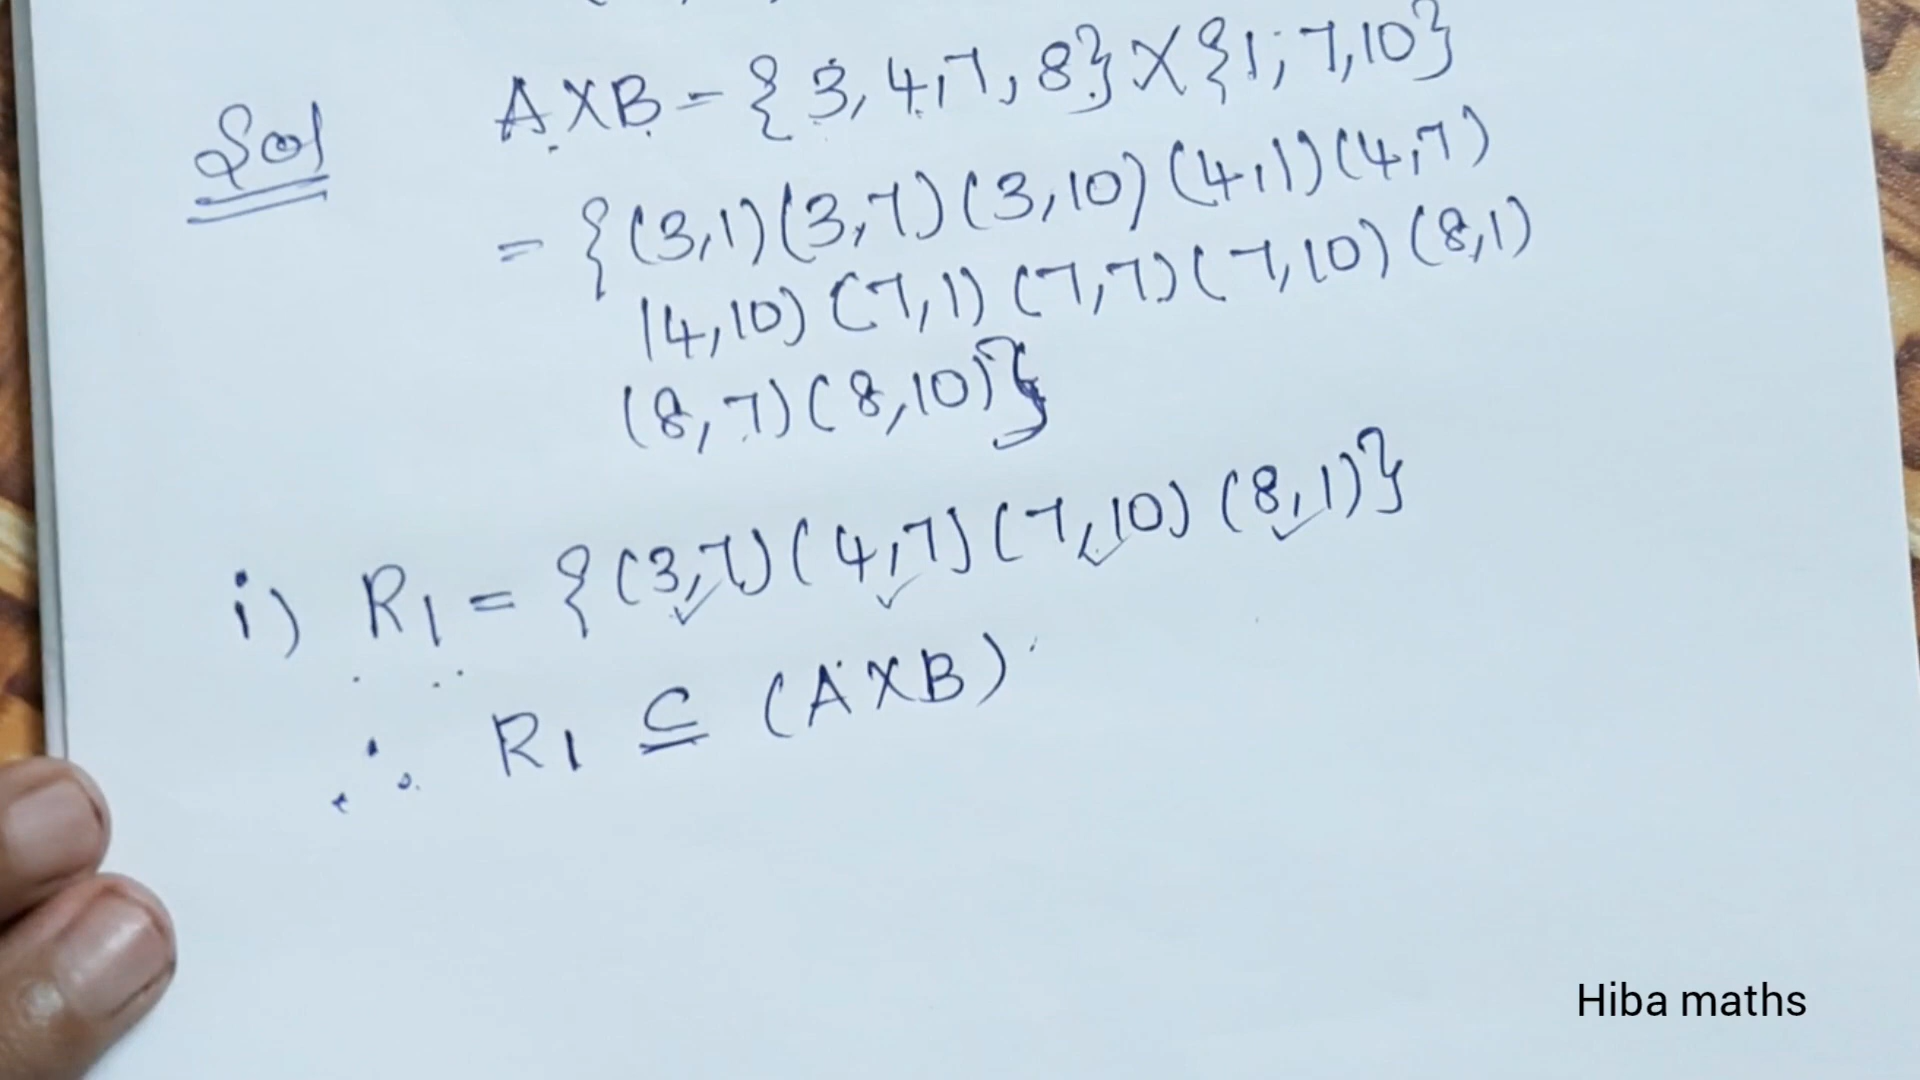 Sol A×B = {3, 4, 7, 8} × {1, 7, 10}
= {(3,1)(3,7)(3,10)(4,1)(4,7)
(4,10)(7,1)(7,7)(7,10)(8,1)
(8,7)(8,10)}
i) R1 = {(3,7)(4,7)(7,10)(8,1)}
∴ R1 ⊆ (A×B)
Hiba maths